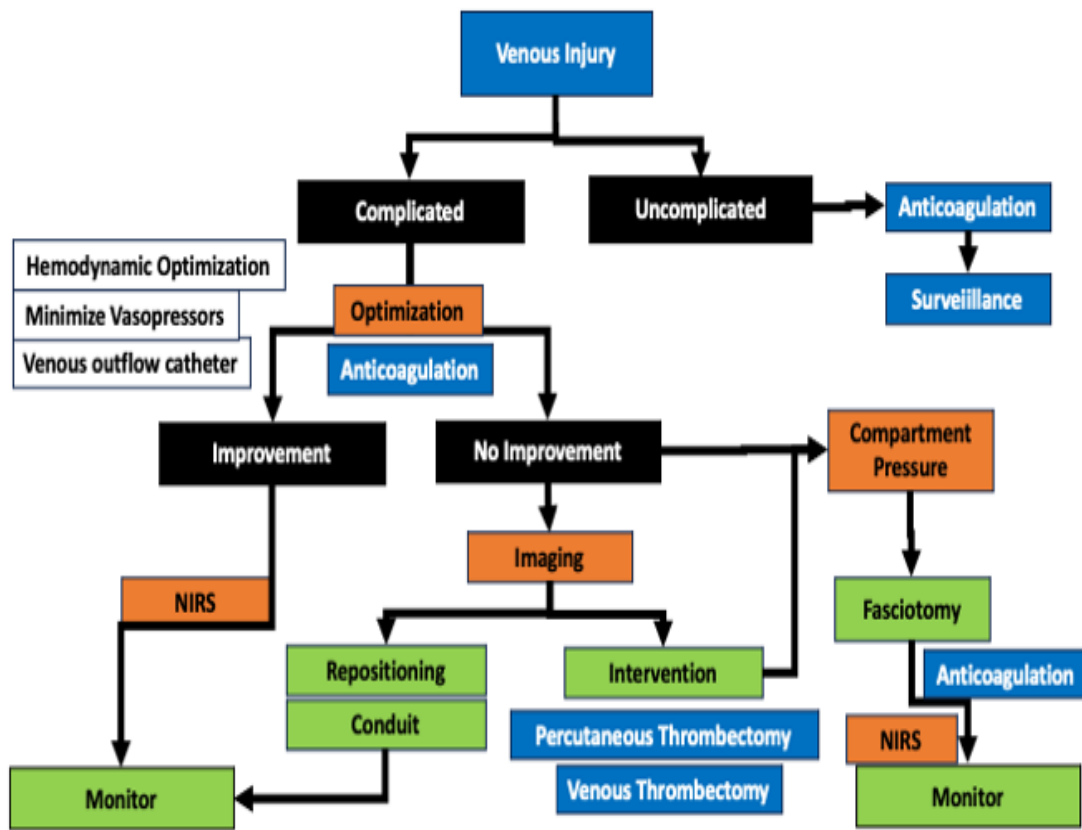 Venous Injury
Complicated
Uncomplicated
Anticoagulation
Surveiillance
Hemodynamic Optimization
Minimize Vasopressors
Venous outflow catheter
Optimization
Anticoagulation
Improvement
No Improvement
Compartment
Pressure
Imaging
NIRS
Fasciotomy
Repositioning
Conduit
Intervention
Anticoagulation
Percutaneous Thrombectomy
Venous Thrombectomy
NIRS
Monitor
Monitor